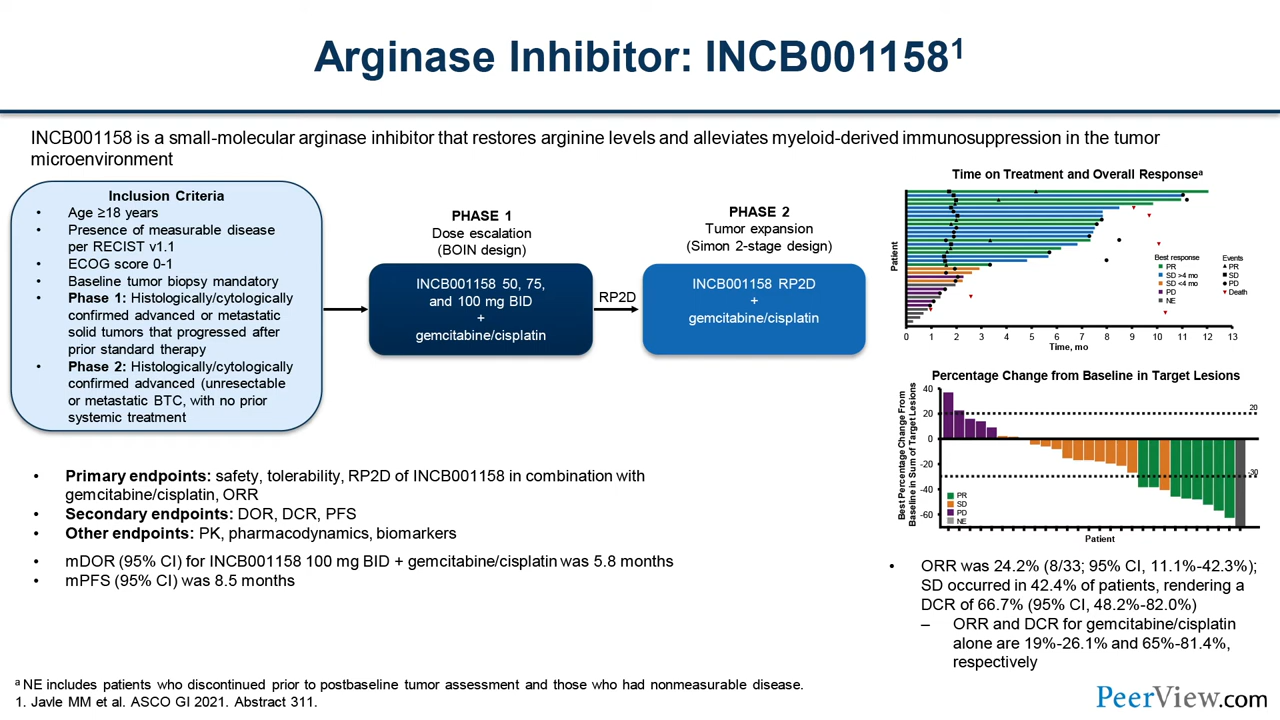 Arginase Inhibitor: INCB001158¹
INCB001158 is a small-molecular arginase inhibitor that restores arginine levels and alleviates myeloid-derived immunosuppression in the tumor
microenvironment
Inclusion Criteria
• Age ≥18 years
• Presence of measurable disease
per RECIST v1.1
• ECOG score 0-1
• Baseline tumor biopsy mandatory
• Phase 1: Histologically/cytologically
confirmed advanced or metastatic
solid tumors that progressed after
prior standard therapy
• Phase 2: Histologically/cytologically
confirmed advanced (unresectable
or metastatic BTC, with no prior
systemic treatment
PHASE 1
Dose escalation
(BOIN design)
INCB001158 50, 75,
and 100 mg BID
+
gemcitabine/cisplatin
RP2D
PHASE 2
Tumor expansion
(Simon 2-stage design)
INCB001158 RP2D
+
gemcitabine/cisplatin
Time on Treatment and Overall Responseᵃ
Patient
Best response
PR
SD >4 mo
SD <4 mo
PD
NE
Events
PR
SD
PD
Death
0 1 2 3 4 5 6 7 8 9 10 11 12 13
Time, mo
Percentage Change from Baseline in Target Lesions
Best Percentage Change From
Baseline in Sum of Target Lesions
40
20
0
-20
-40
-60
20
-30
PR
SD
PD
NE
Patient
• Primary endpoints: safety, tolerability, RP2D of INCB001158 in combination with
gemcitabine/cisplatin, ORR
• Secondary endpoints: DOR, DCR, PFS
• Other endpoints: PK, pharmacodynamics, biomarkers
• mDOR (95% CI) for INCB001158 100 mg BID + gemcitabine/cisplatin was 5.8 months
• mPFS (95% CI) was 8.5 months
• ORR was 24.2% (8/33; 95% CI, 11.1%-42.3%);
SD occurred in 42.4% of patients, rendering a
DCR of 66.7% (95% CI, 48.2%-82.0%)
– ORR and DCR for gemcitabine/cisplatin
alone are 19%-26.1% and 65%-81.4%,
respectively
ᵃ NE includes patients who discontinued prior to postbaseline tumor assessment and those who had nonmeasurable disease.
1. Javle MM et al. ASCO GI 2021. Abstract 311.
PeerView.com